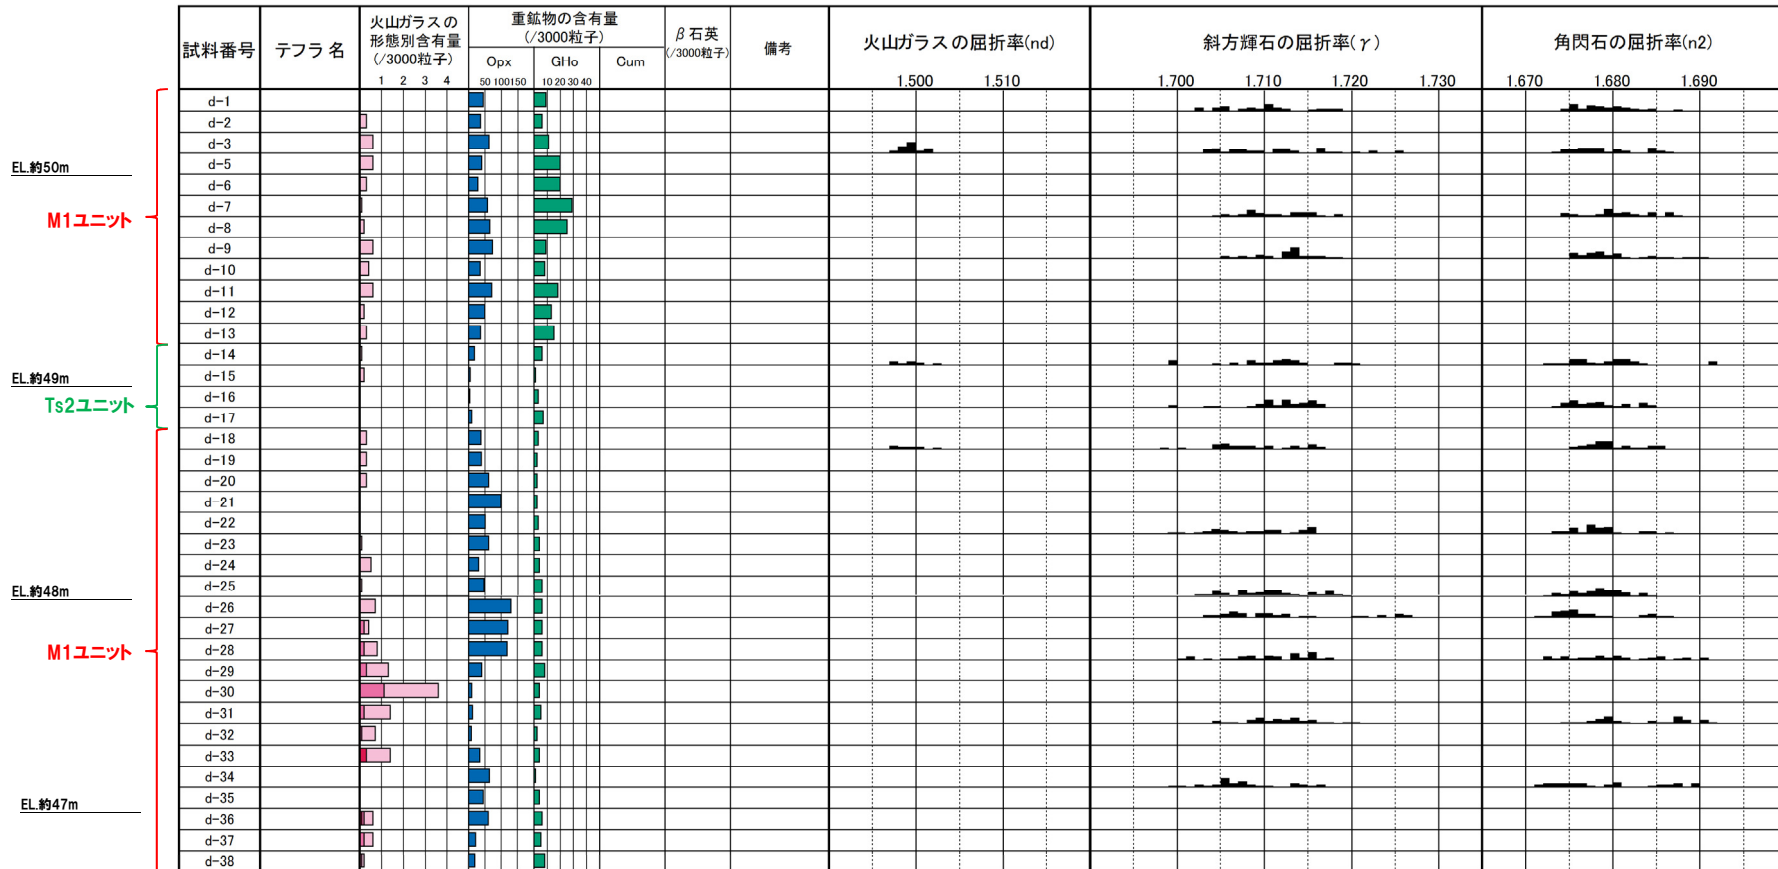 試料番号
テフラ名
火山ガラスの
形態別含有量
(/3000粒子)
1 2 3 4
重鉱物の含有量
(/3000粒子)
Opx
GHo
Cum
50 100 150
10 20 30 40
β石英
(/3000粒子)
備考
火山ガラスの屈折率(nd)
1.500 1.510
斜方輝石の屈折率(γ)
1.700 1.710 1.720 1.730
角閃石の屈折率(n2)
1.670 1.680 1.690
d-1
d-2
d-3
d-5
EL.約50m
d-6
d-7
M1ユニット
d-8
d-9
d-10
d-11
d-12
d-13
d-14
d-15
EL.約49m
d-16
Ts2ユニット
d-17
d-18
d-19
d-20
d-21
d-22
d-23
d-24
d-25
EL.約48m
d-26
d-27
d-28
M1ユニット
d-29
d-30
d-31
d-32
d-33
d-34
d-35
EL.約47m
d-36
d-37
d-38